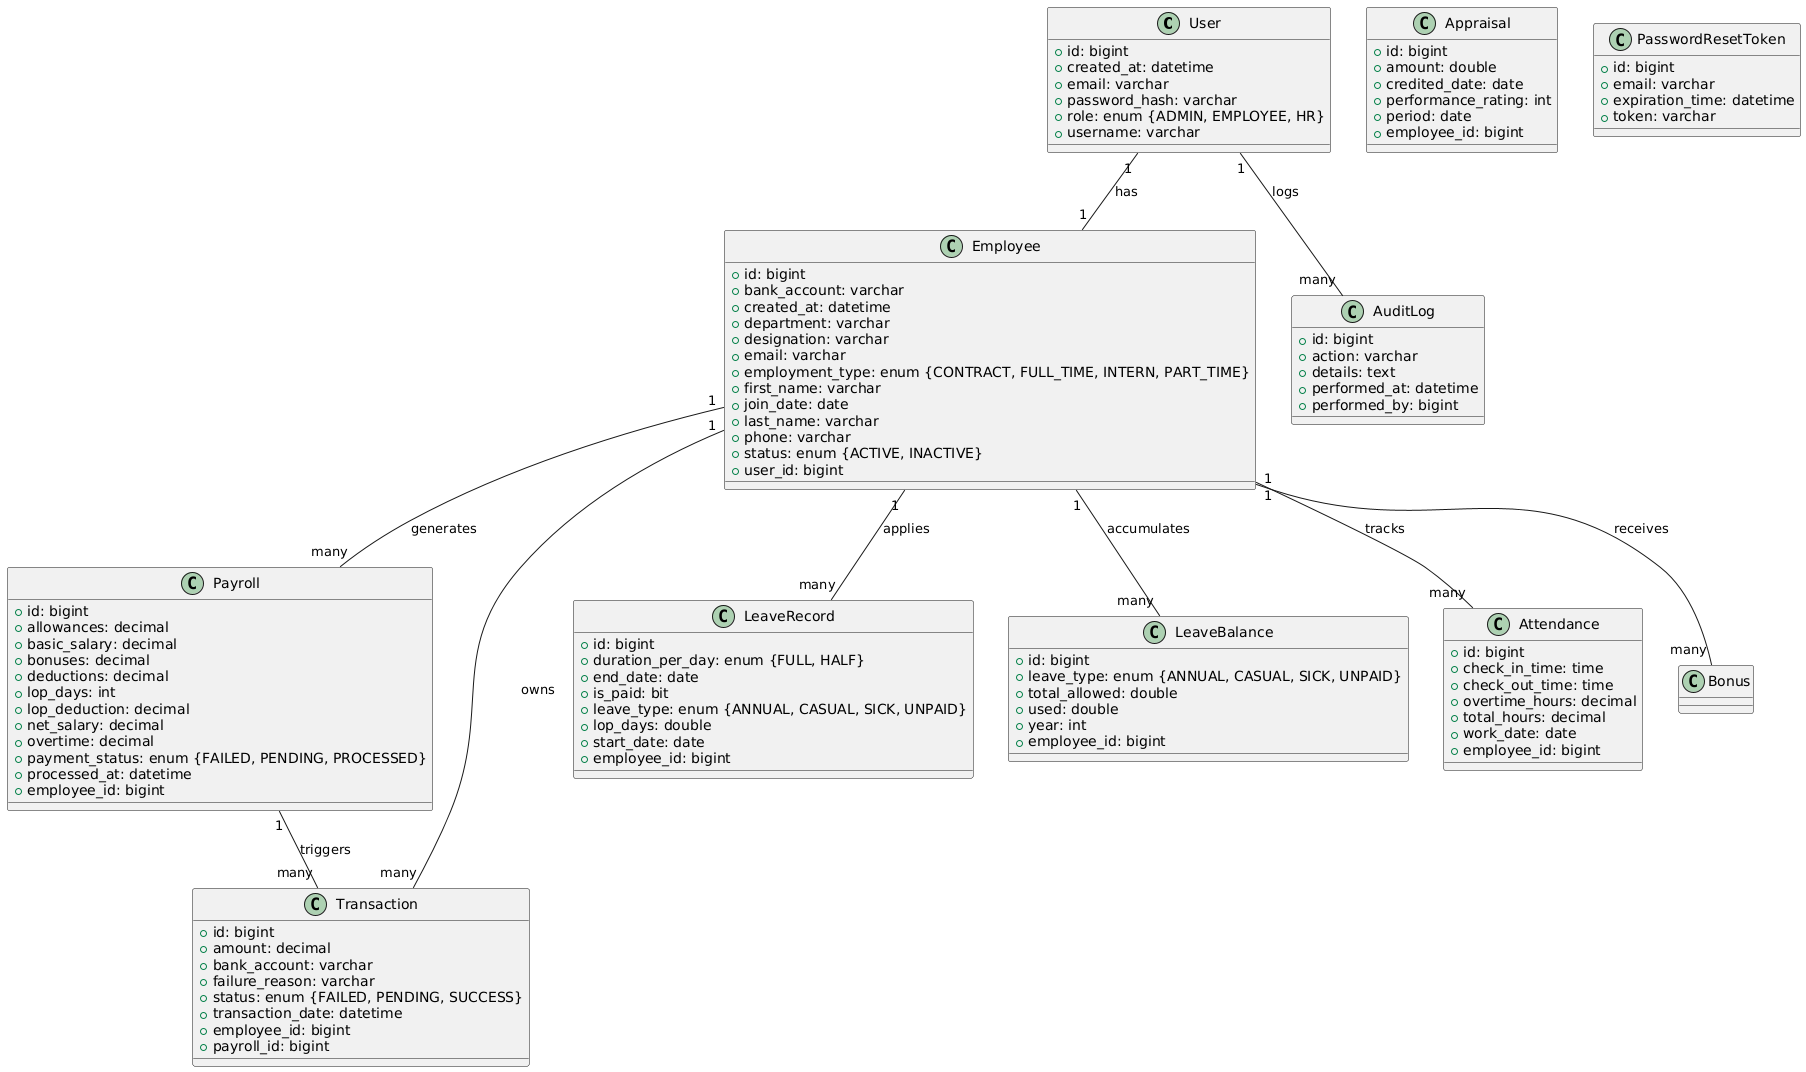 C User
id: bigint
created_at: datetime
email: varchar
password_hash: varchar
role: enum {ADMIN, EMPLOYEE, HR}
username: varchar
C Appraisal
id: bigint
amount: double
credited_date: date
performance_rating: int
period: date
employee_id: bigint
C PasswordResetToken
id: bigint
email: varchar
expiration_time: datetime
token: varchar
1
has
1
1
logs
many
C Employee
id: bigint
bank_account: varchar
created_at: datetime
department: varchar
designation: varchar
email: varchar
employment_type: enum {CONTRACT, FULL_TIME, INTERN, PART_TIME}
first_name: varchar
join_date: date
last_name: varchar
phone: varchar
status: enum {ACTIVE, INACTIVE}
user_id: bigint
C AuditLog
id: bigint
action: varchar
details: text
performed_at: datetime
performed_by: bigint
1
generates
many
1
owns
many
1
applies
many
1
accumulates
many
1
tracks
many
1
receives
many
C Payroll
id: bigint
allowances: decimal
basic_salary: decimal
bonuses: decimal
deductions: decimal
lop_days: int
lop_deduction: decimal
net_salary: decimal
overtime: decimal
payment_status: enum {FAILED, PENDING, PROCESSED}
processed_at: datetime
employee_id: bigint
C LeaveRecord
id: bigint
duration_per_day: enum {FULL, HALF}
end_date: date
is_paid: bit
leave_type: enum {ANNUAL, CASUAL, SICK, UNPAID}
lop_days: double
start_date: date
employee_id: bigint
C LeaveBalance
id: bigint
leave_type: enum {ANNUAL, CASUAL, SICK, UNPAID}
total_allowed: double
used: double
year: int
employee_id: bigint
C Attendance
id: bigint
check_in_time: time
check_out_time: time
overtime_hours: decimal
total_hours: decimal
work_date: date
employee_id: bigint
C Bonus
1
triggers
many
C Transaction
id: bigint
amount: decimal
bank_account: varchar
failure_reason: varchar
status: enum {FAILED, PENDING, SUCCESS}
transaction_date: datetime
employee_id: bigint
payroll_id: bigint